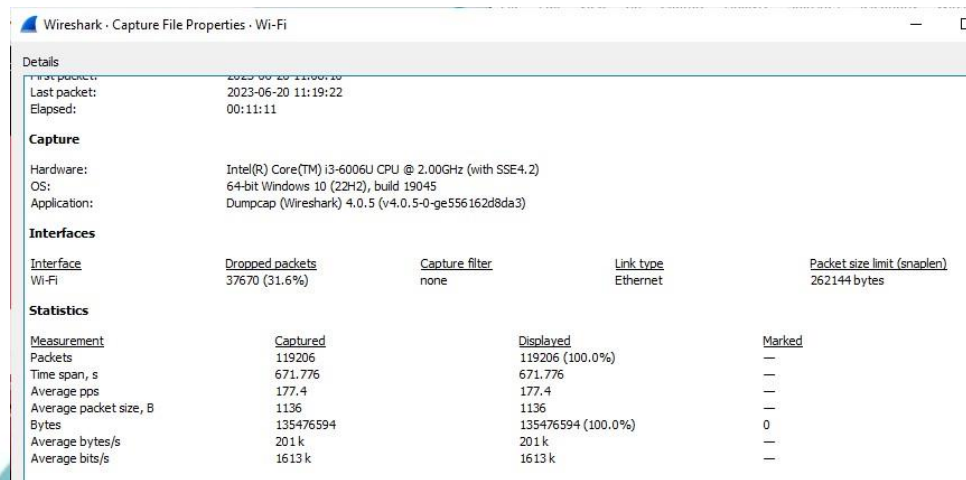 Wireshark · Capture File Properties · Wi-Fi
Details
Last packet: 2023-06-20 11:19:22
Elapsed: 00:11:11
Capture
Hardware: Intel(R) Core(TM) i3-6006U CPU @ 2.00GHz (with SSE4.2)
OS: 64-bit Windows 10 (22H2), build 19045
Application: Dumpcap (Wireshark) 4.0.5 (v4.0.5-0-ge556162d8da3)
Interfaces
Interface Dropped packets Capture filter Link type Packet size limit (snaplen)
Wi-Fi 37670 (31.6%) none Ethernet 262144 bytes
Statistics
Measurement Captured Displayed Marked
Packets 119206 119206 (100.0%) —
Time span, s 671.776 671.776 —
Average pps 177.4 177.4 —
Average packet size, B 1136 1136 —
Bytes 135476594 135476594 (100.0%) 0
Average bytes/s 201 k 201 k —
Average bits/s 1613 k 1613 k —